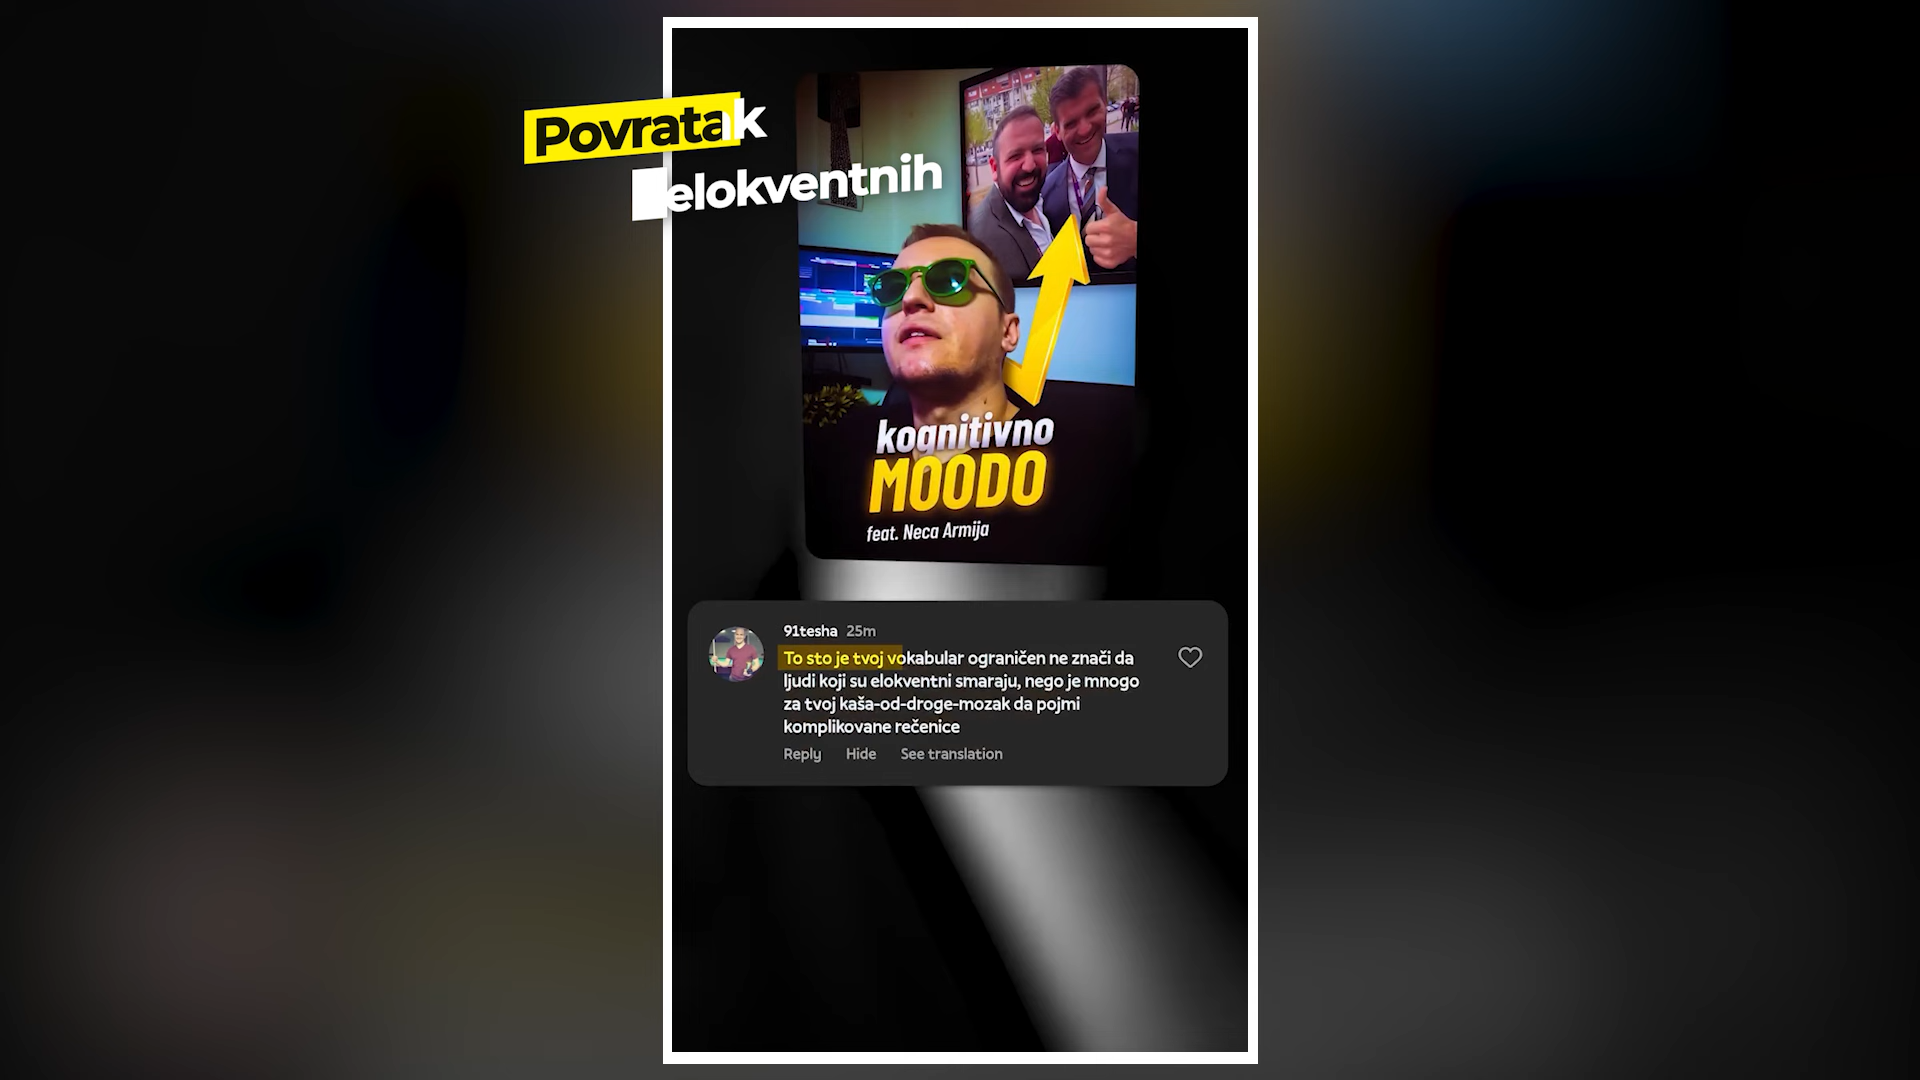 Povratak
elokventnih
kognitivno
MOODO
feat. Neca Armija
91tesha 25m
To sto je tvoj vokabular ograničen ne znači da
ljudi koji su elokventni smaraju, nego je mnogo
za tvoj kaša-od-droge-mozak da pojmi
komplikovane rečenice
Reply Hide See translation